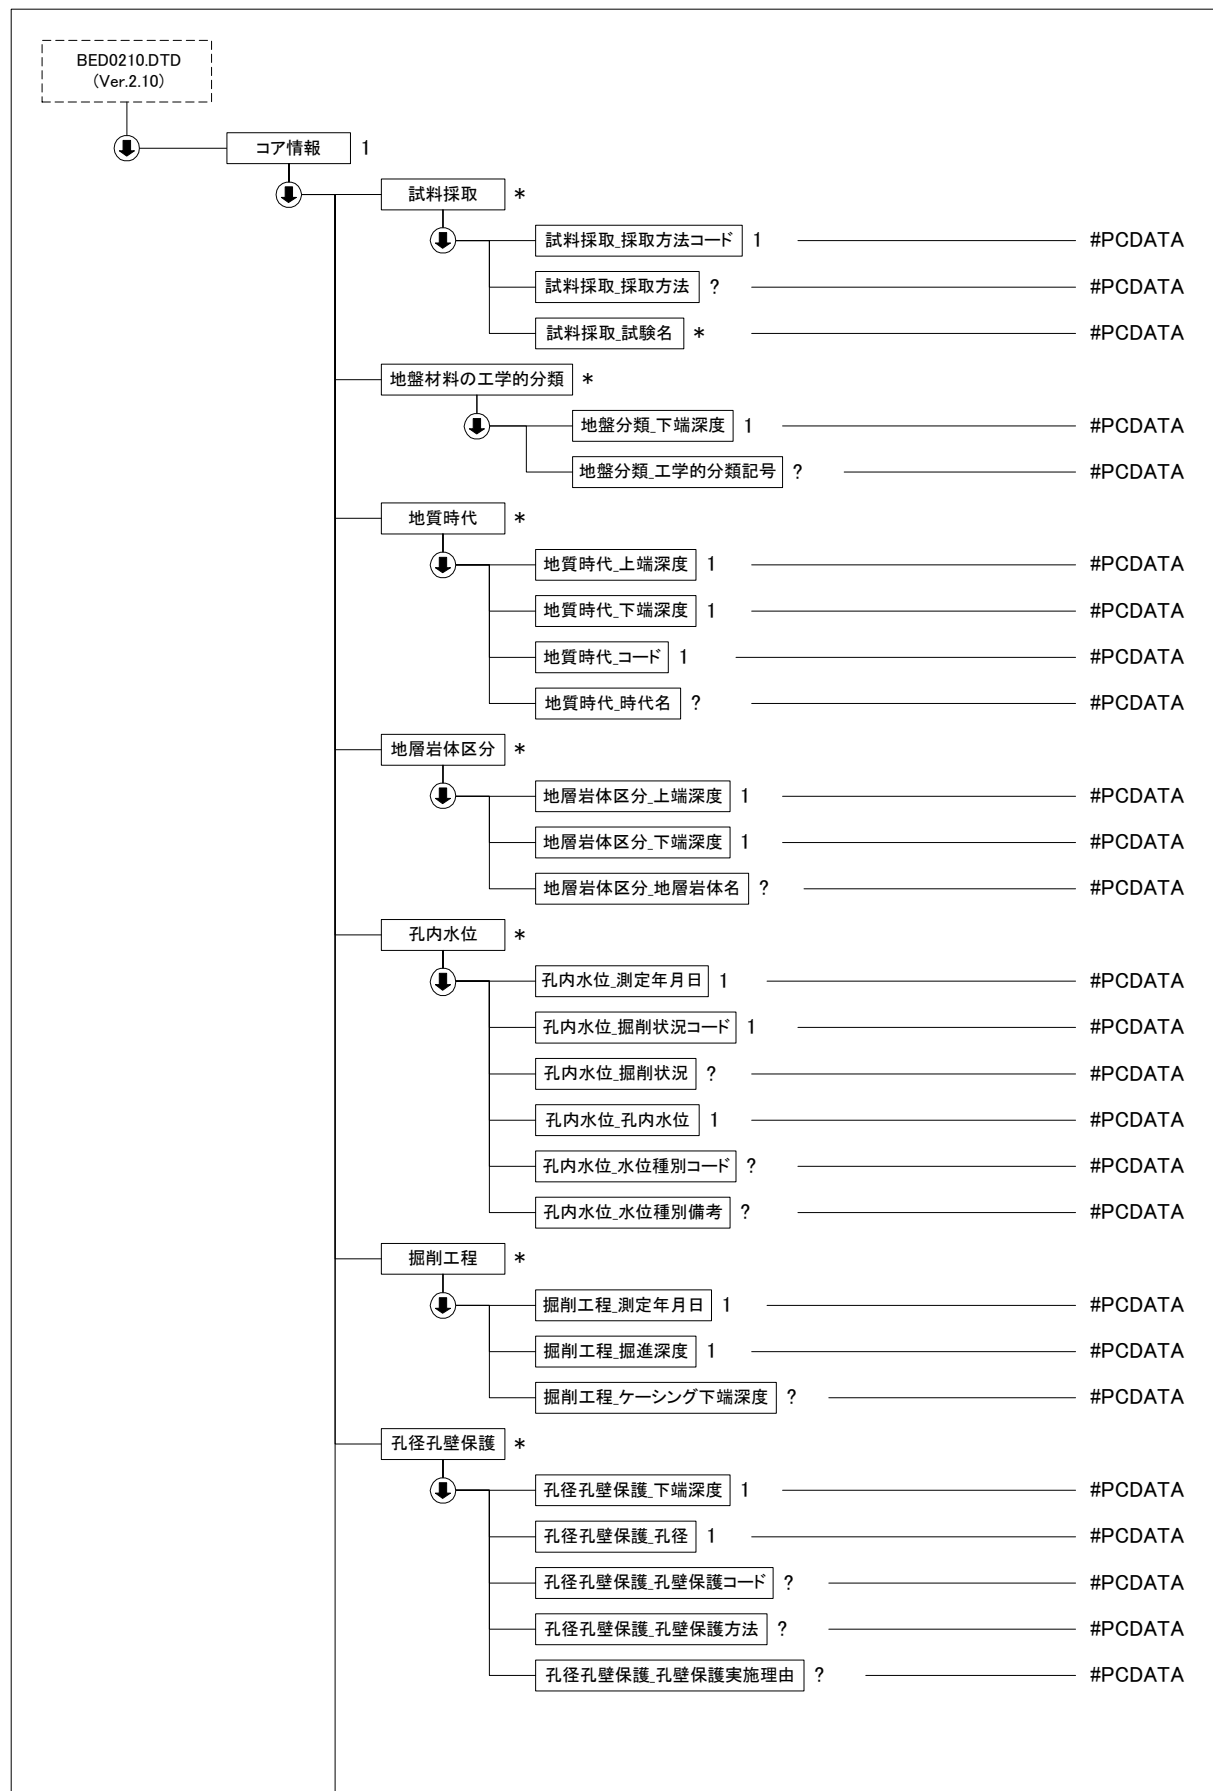 BED0210.DTD
(Ver.2.10)
コア情報 1
試料採取 *
試料採取_採取方法コード 1 #PCDATA
試料採取_採取方法 ? #PCDATA
試料採取_試験名 * #PCDATA
地盤材料の工学的分類 *
地盤分類_下端深度 1 #PCDATA
地盤分類_工学的分類記号 ? #PCDATA
地質時代 *
地質時代_上端深度 1 #PCDATA
地質時代_下端深度 1 #PCDATA
地質時代_コード 1 #PCDATA
地質時代_時代名 ? #PCDATA
地層岩体区分 *
地層岩体区分_上端深度 1 #PCDATA
地層岩体区分_下端深度 1 #PCDATA
地層岩体区分_地層岩体名 ? #PCDATA
孔内水位 *
孔内水位_測定年月日 1 #PCDATA
孔内水位_掘削状況コード 1 #PCDATA
孔内水位_掘削状況 ? #PCDATA
孔内水位_孔内水位 1 #PCDATA
孔内水位_水位種別コード ? #PCDATA
孔内水位_水位種別備考 ? #PCDATA
掘削工程 *
掘削工程_測定年月日 1 #PCDATA
掘削工程_掘進深度 1 #PCDATA
掘削工程_ケーシング下端深度 ? #PCDATA
孔径孔壁保護 *
孔径孔壁保護_下端深度 1 #PCDATA
孔径孔壁保護_孔径 1 #PCDATA
孔径孔壁保護_孔壁保護コード ? #PCDATA
孔径孔壁保護_孔壁保護方法 ? #PCDATA
孔径孔壁保護_孔壁保護実施理由 ? #PCDATA